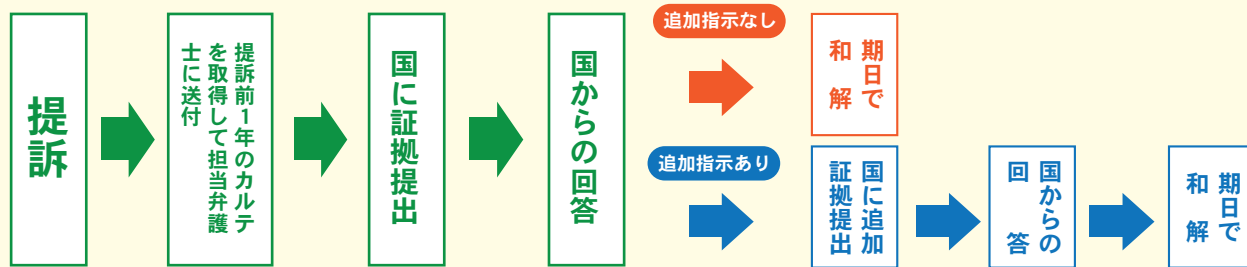 提訴
提訴前1年のカルテ
を取得して担当弁護
士に送付
国に証拠提出
国からの回答
追加指示なし
期日で
和解
追加指示あり
国に追加
証拠提出
国からの
回答
期日で
和解